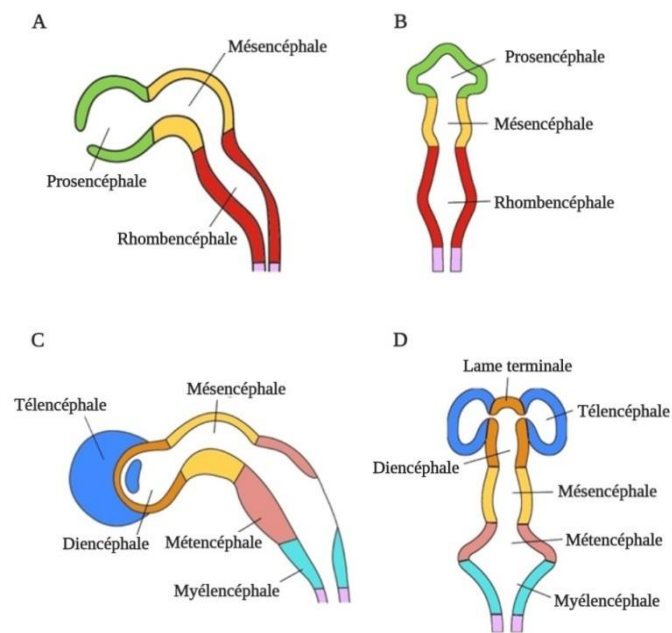 A
Mésencéphale
Prosencéphale
Rhombencéphale
B
Prosencéphale
Mésencéphale
Rhombencéphale
C
Mésencéphale
Télencéphale
Diencéphale
Métencéphale
Myélencéphale
D
Lame terminale
Télencéphale
Diencéphale
Mésencéphale
Métencéphale
Myélencéphale